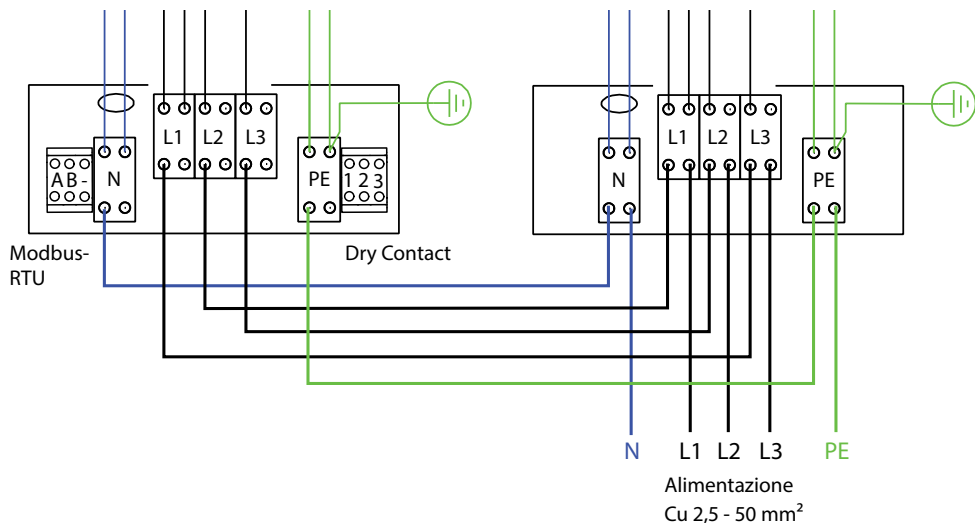 L1 L2 L3
A B - N
PE 1 2 3
Modbus-
RTU
Dry Contact
L1 L2 L3
N
PE
N L1 L2 L3 PE
Alimentazione
Cu 2,5 - 50 mm²